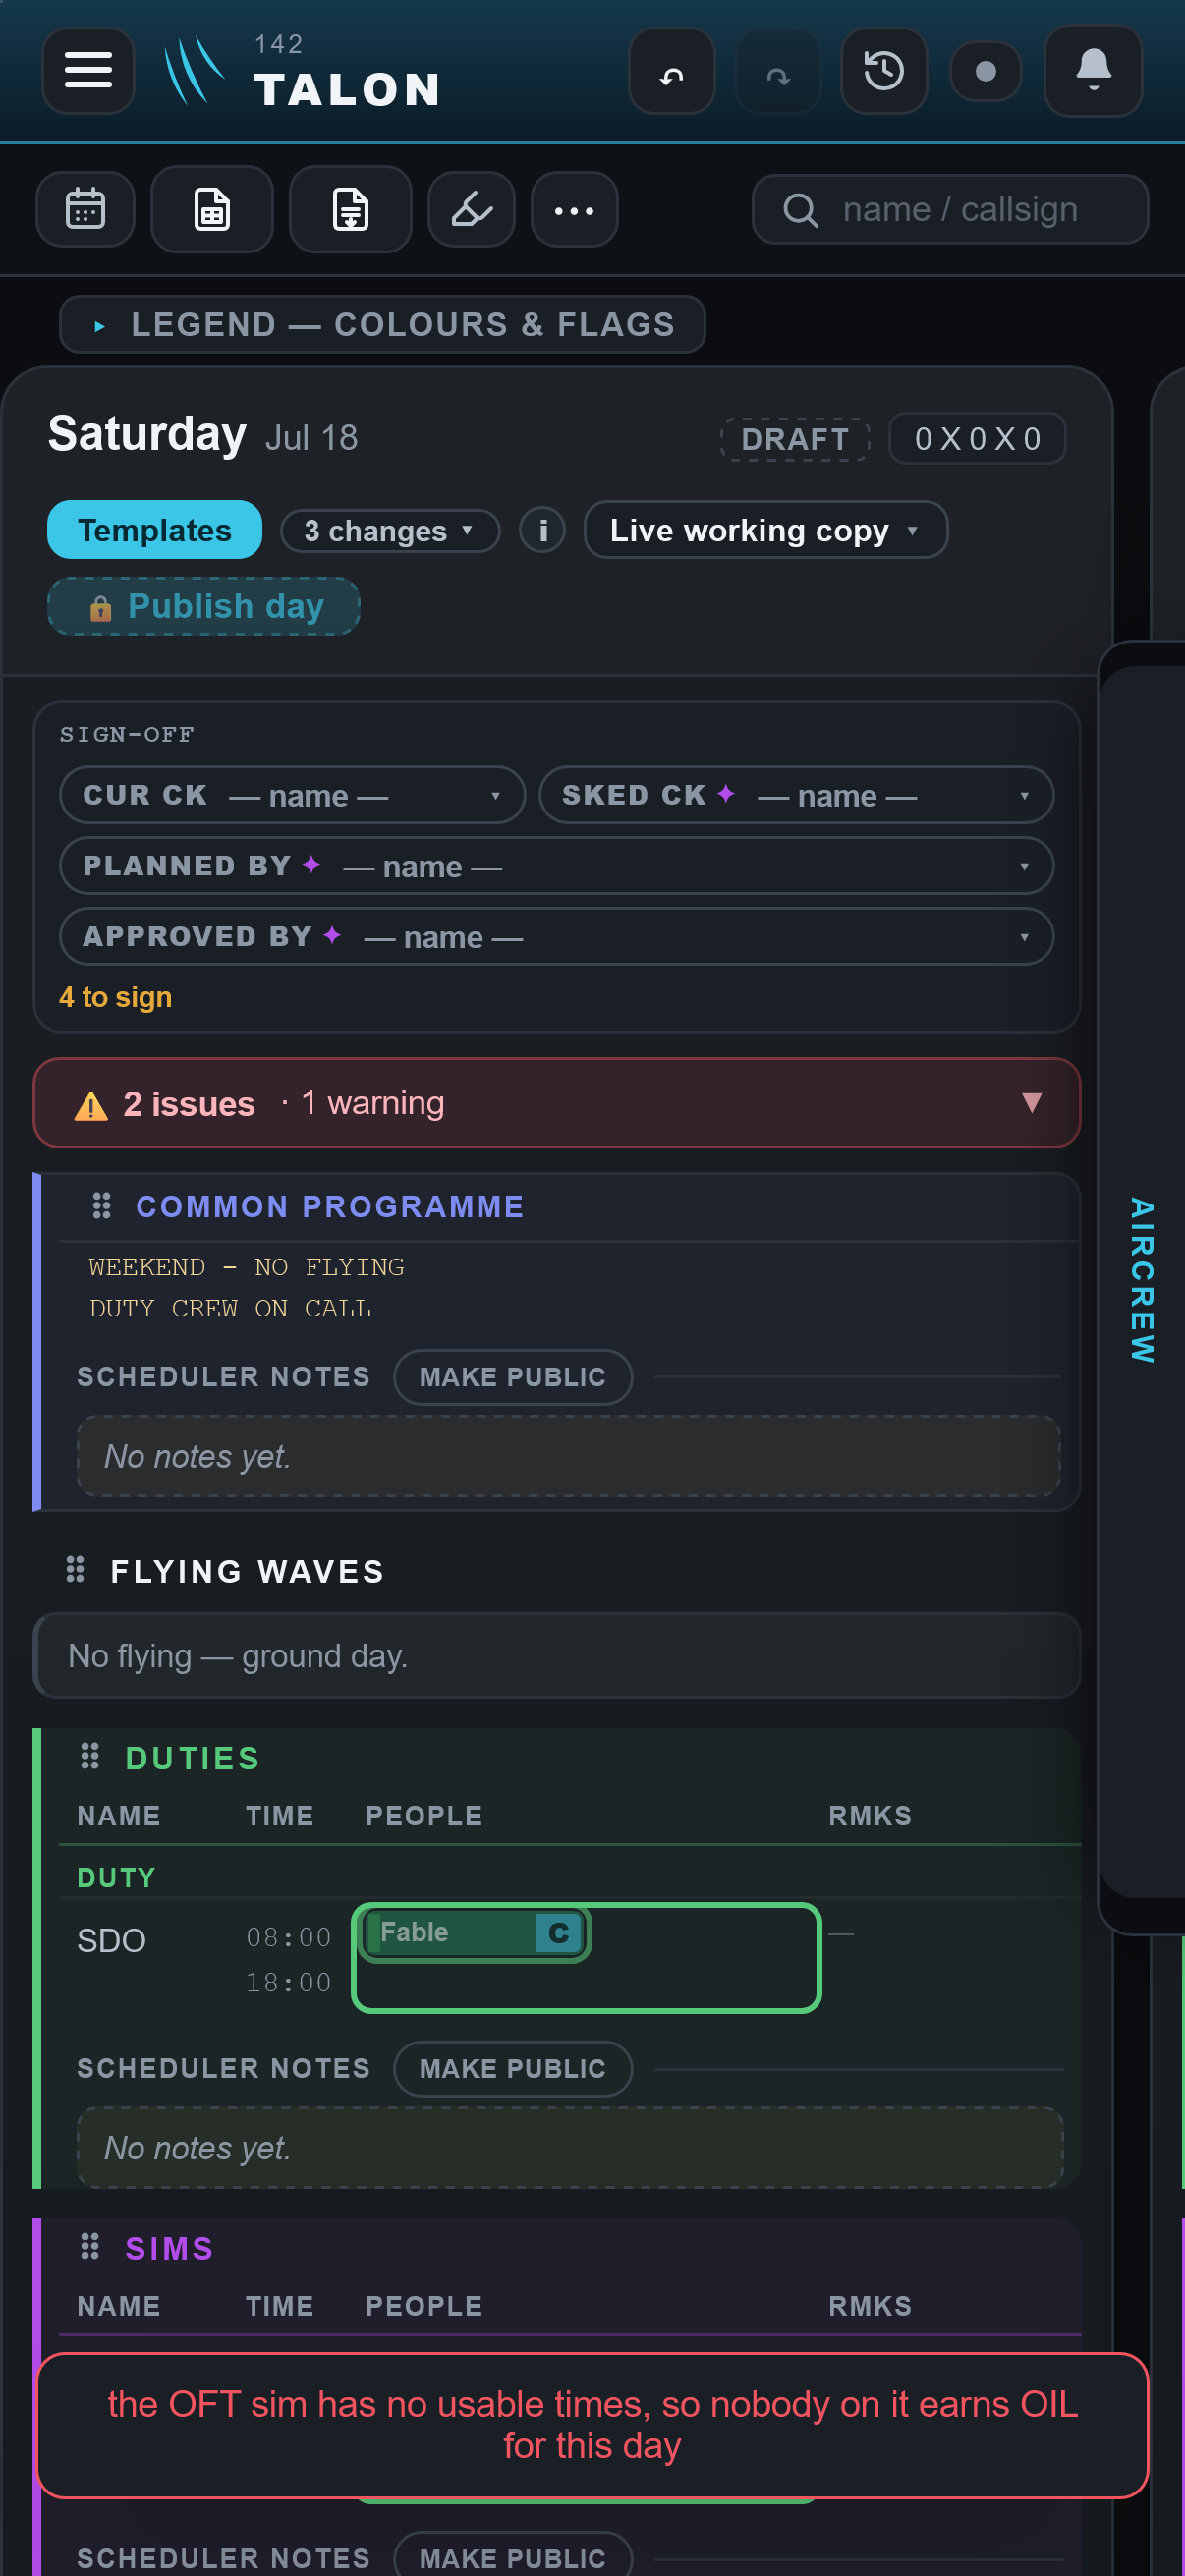 142
TALON
name / callsign
LEGEND — COLOURS & FLAGS
Saturday Jul 18 DRAFT 0 X 0 X 0
Templates 3 changes i Live working copy
Publish day
SIGN-OFF
CUR CK — name — SKED CK — name —
PLANNED BY — name —
APPROVED BY — name —
4 to sign
2 issues · 1 warning
AIRCREW
COMMON PROGRAMME
WEEKEND - NO FLYING
DUTY CREW ON CALL
SCHEDULER NOTES MAKE PUBLIC
No notes yet.
FLYING WAVES
No flying — ground day.
DUTIES
NAME TIME PEOPLE RMKS
DUTY
SDO 08:00 Fable C —
18:00
SCHEDULER NOTES MAKE PUBLIC
No notes yet.
SIMS
NAME TIME PEOPLE RMKS
the OFT sim has no usable times, so nobody on it earns OIL
for this day
SCHEDULER NOTES MAKE PUBLIC